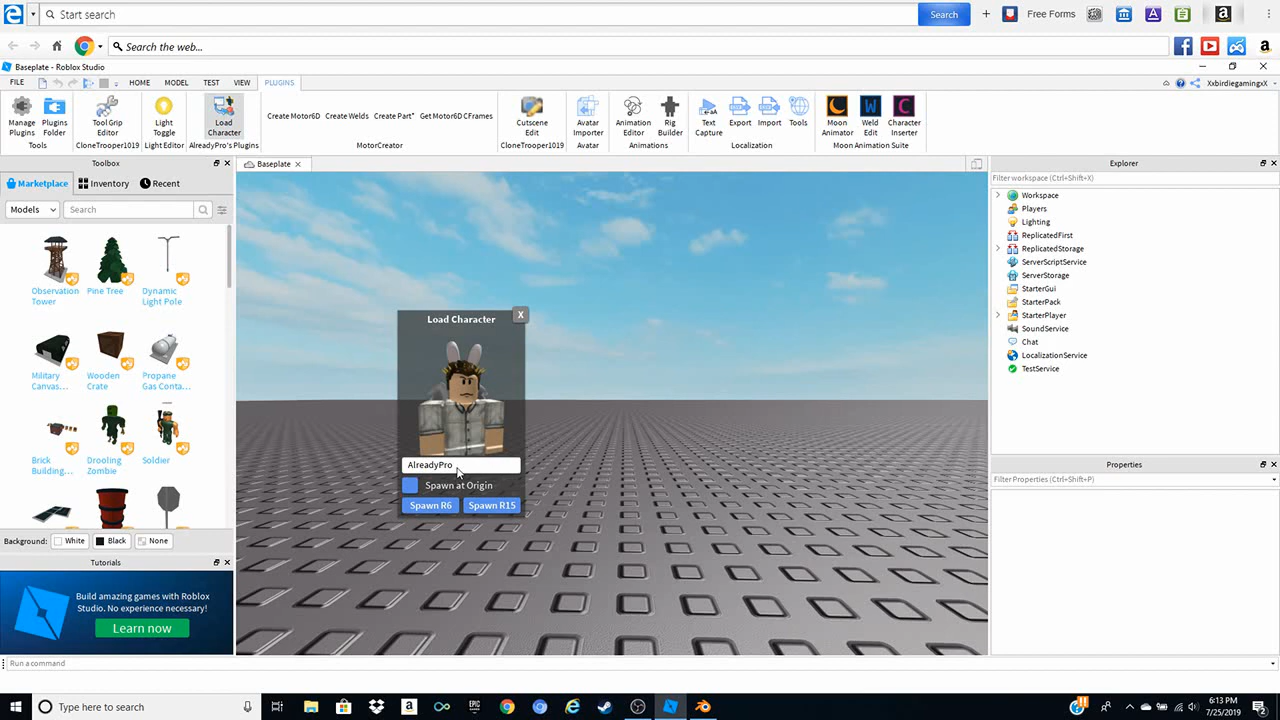 Start search
Search
Free Forms
Search the web...
Baseplate - Roblox Studio
FILE
HOME
MODEL
TEST
VIEW
PLUGINS
XxbirdiegamingxX
Manage Plugins
Plugins Folder
Tools
Tool Grip Editor
CloneTrooper1019
Light Toggle
Light Editor
Load Character
AlreadyPro's Plugins
Create Motor6D
Create Welds
Create Part*
Get Motor6D CFrames
MotorCreator
Cutscene Edit
CloneTrooper1019
Avatar Importer
Avatar
Animation Editor
Rig Builder
Animations
Text Capture
Export
Import
Tools
Localization
Moon Animator
Weld Edit
Character Inserter
Moon Animation Suite
Toolbox
Marketplace
Inventory
Recent
Models
Search
Observation Tower
Pine Tree
Dynamic Light Pole
Military Canvas...
Wooden Crate
Propane Gas Conta...
Brick Building...
Drooling Zombie
Soldier
Background:
White
Black
None
Tutorials
Build amazing games with Roblox
Studio. No experience necessary!
Learn now
Baseplate
Load Character
X
AlreadyPro
Spawn at Origin
Spawn R6
Spawn R15
Explorer
Filter workspace (Ctrl+Shift+X)
Workspace
Players
Lighting
ReplicatedFirst
ReplicatedStorage
ServerScriptService
ServerStorage
StarterGui
StarterPack
StarterPlayer
SoundService
Chat
LocalizationService
TestService
Properties
Filter Properties (Ctrl+Shift+P)
Run a command
Type here to search
6:13 PM
7/25/2019